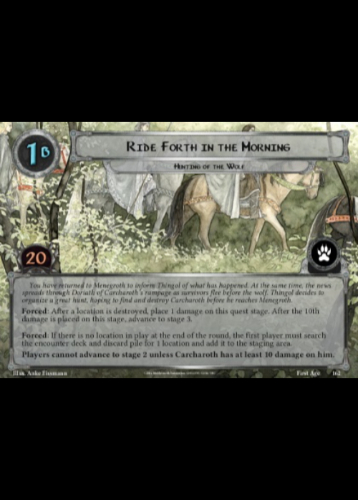 1B
Ride Forth in the Morning
Hunting of the Wolf
20
You have returned to Menegroth to inform Thingol of what has happened. At the same time, the news
spreads through Doriath of Carcharoth's rampage as survivors flee before the wolf. Thingol decides to
organize a great hunt, hoping to find and destroy Carcharoth before he reaches Menegroth.
Forced: After a location is destroyed, place 1 damage on this quest stage. After the 10th
damage is placed on this stage, advance to stage 3.
Forced: If there is no location in play at the end of the round, the first player must search
the encounter deck and discard pile for 1 location and add it to the staging area.
Players cannot advance to stage 2 unless Carcharoth has at least 10 damage on him.
Illus. Anke Eissmann
First Age